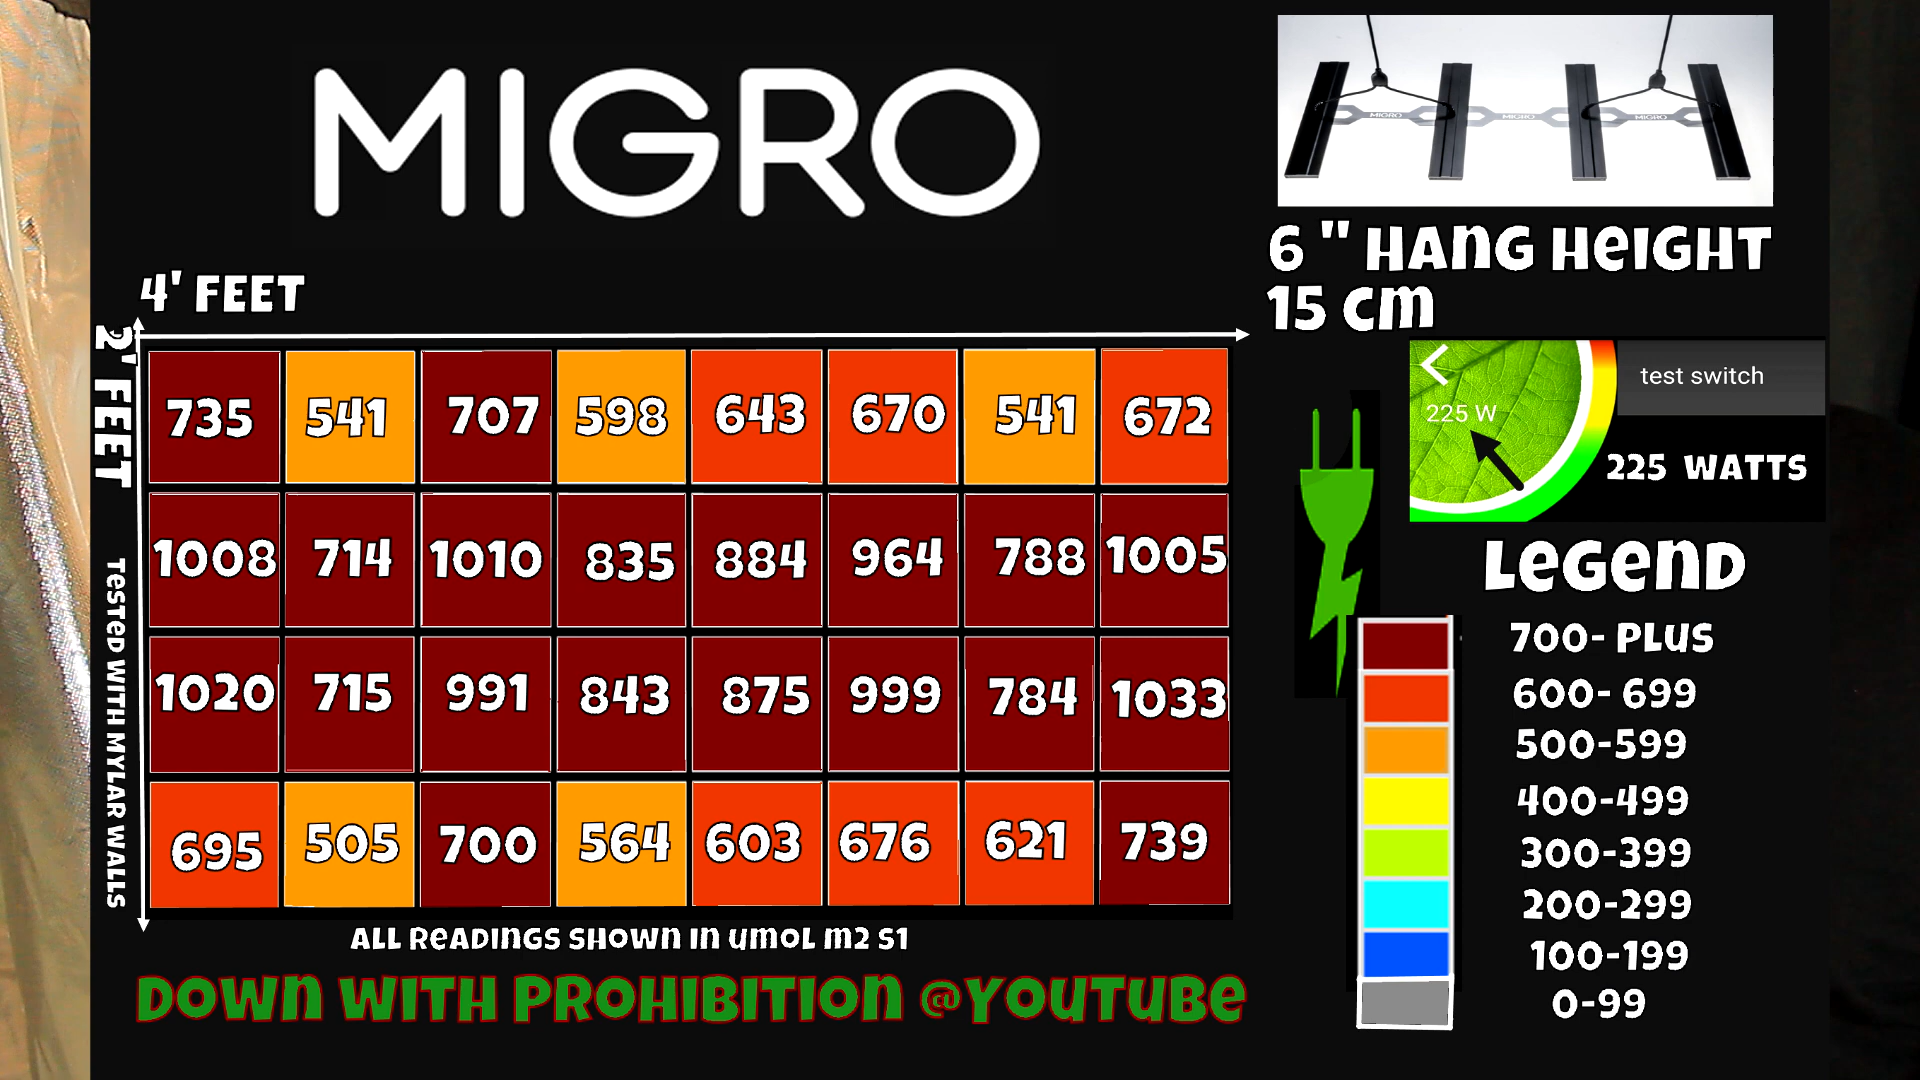 MIGRO
MIGRO MIGRO MIGRO
6 " HANG HEIGHT
15 cm
4' FEET
2' FEET
TESTED WITH MYLAR WALLS
735 541 707 598 643 670 541 672
1008 714 1010 835 884 964 788 1005
1020 715 991 843 875 999 784 1033
695 505 700 564 603 676 621 739
ALL READINGS SHOWN IN umol m2 s1
DOWN WITH PROHIBITION @YOUTUBE
test switch
225 W
225 WATTS
LEGEND
700- PLUS
600- 699
500-599
400-499
300-399
200-299
100-199
0-99